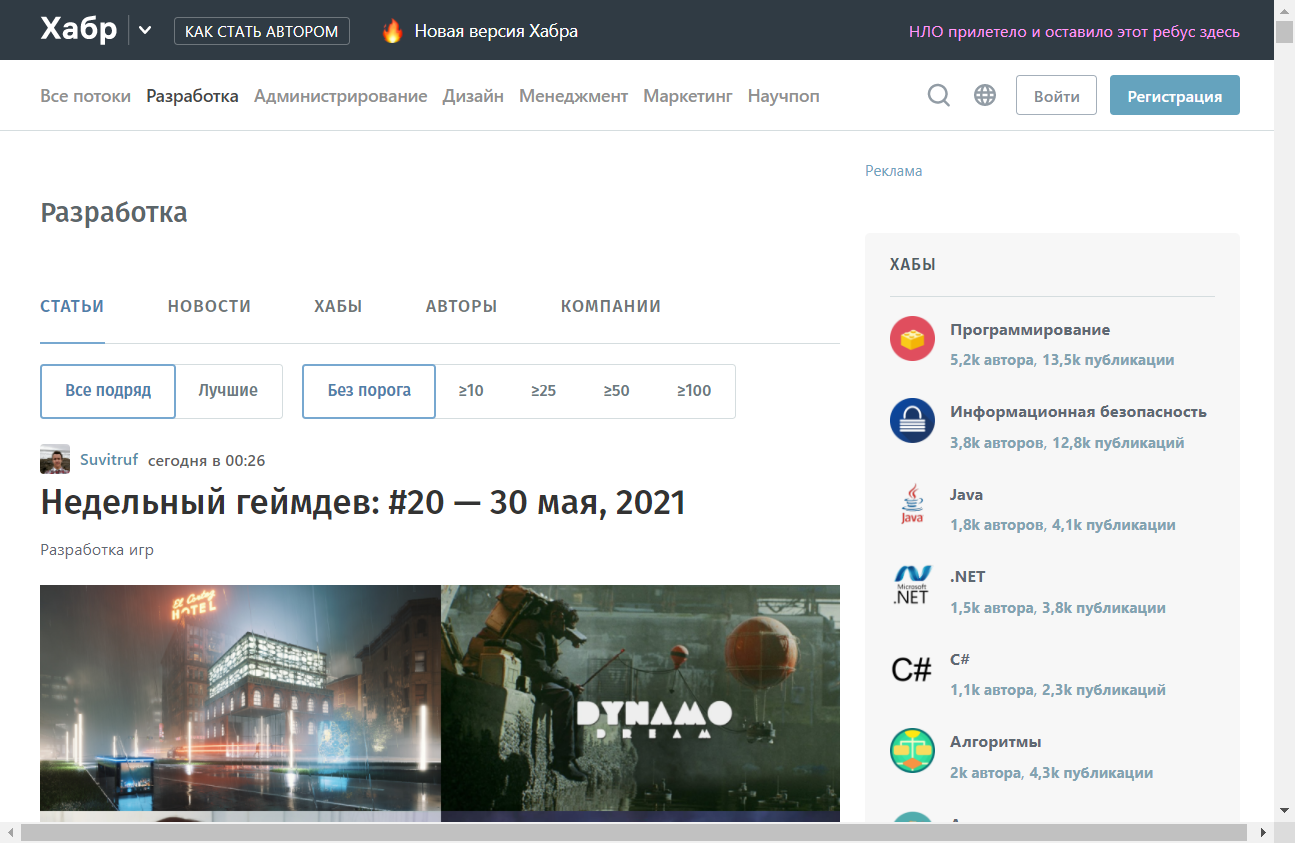 Хабр
КАК СТАТЬ АВТОРОМ
Новая версия Хабра
НЛО прилетело и оставило этот ребус здесь
Все потоки Разработка Администрирование Дизайн Менеджмент Маркетинг Научпоп
Войти
Регистрация
Реклама
Разработка
СТАТЬИ НОВОСТИ ХАБЫ АВТОРЫ КОМПАНИИ
Все подряд Лучшие Без порога ≥10 ≥25 ≥50 ≥100
Suvitruf сегодня в 00:26
Недельный геймдев: #20 — 30 мая, 2021
Разработка игр
El Cortez
HOTEL
DYNAMO
DREAM
ХАБЫ
Программирование
5,2k автора, 13,5k публикации
Информационная безопасность
3,8k авторов, 12,8k публикаций
Java
Java
1,8k авторов, 4,1k публикации
Microsoft
.NET
.NET
1,5k автора, 3,8k публикации
C#
C#
1,1k автора, 2,3k публикаций
Алгоритмы
2k автора, 4,3k публикации